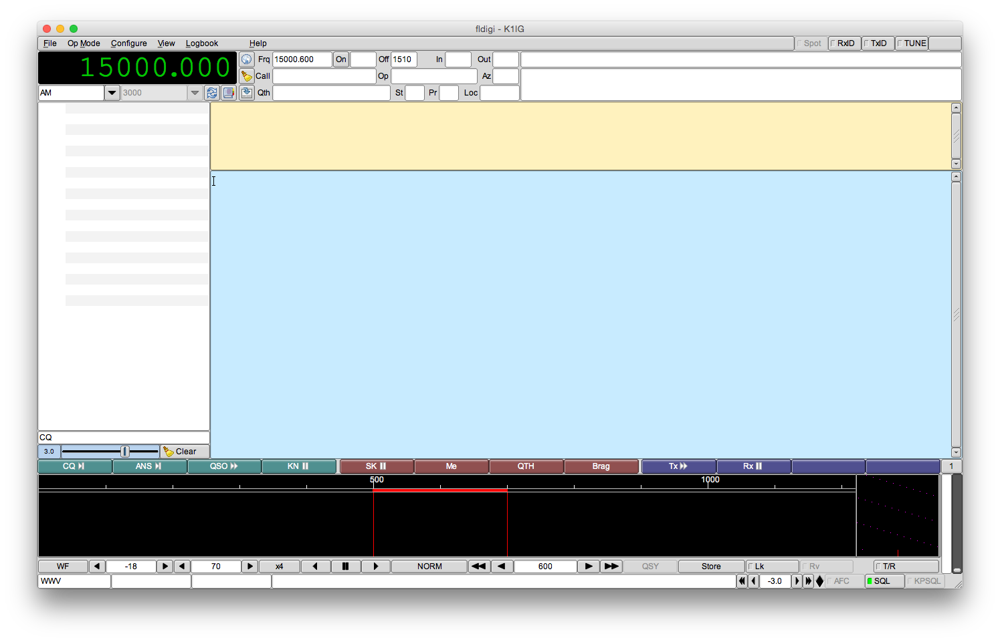 fldigi - K1IG
File Op Mode Configure View Logbook Help Spot RxID TxID TUNE
15000.000 Frq 15000.600 On Off 1510 In Out
Call Op Az
AM 3000 Qth St Pr Loc
CQ
3.0 Clear
CQ ANS QSO KN SK Me QTH Brag Tx Rx 1
500 1000
WF -18 70 x4 NORM 600 QSY Store Lk Rv T/R
WWV -3.0 AFC SQL KPSQL